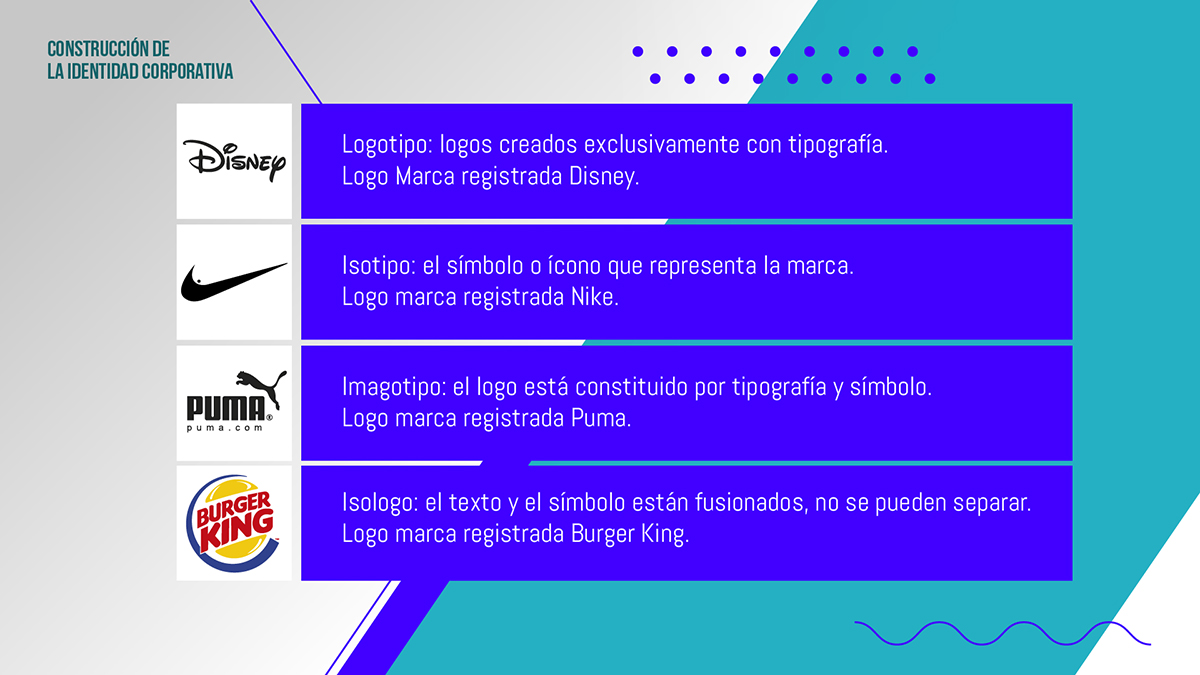 CONSTRUCCIÓN DE
LA IDENTIDAD CORPORATIVA
Disney
Logotipo: logos creados exclusivamente con tipografía.
Logo Marca registrada Disney.
Isotipo: el símbolo o ícono que representa la marca.
Logo marca registrada Nike.
PUMA®
puma.com
Imagotipo: el logo está constituido por tipografía y símbolo.
Logo marca registrada Puma.
BURGER
KING™
Isologo: el texto y el símbolo están fusionados, no se pueden separar.
Logo marca registrada Burger King.